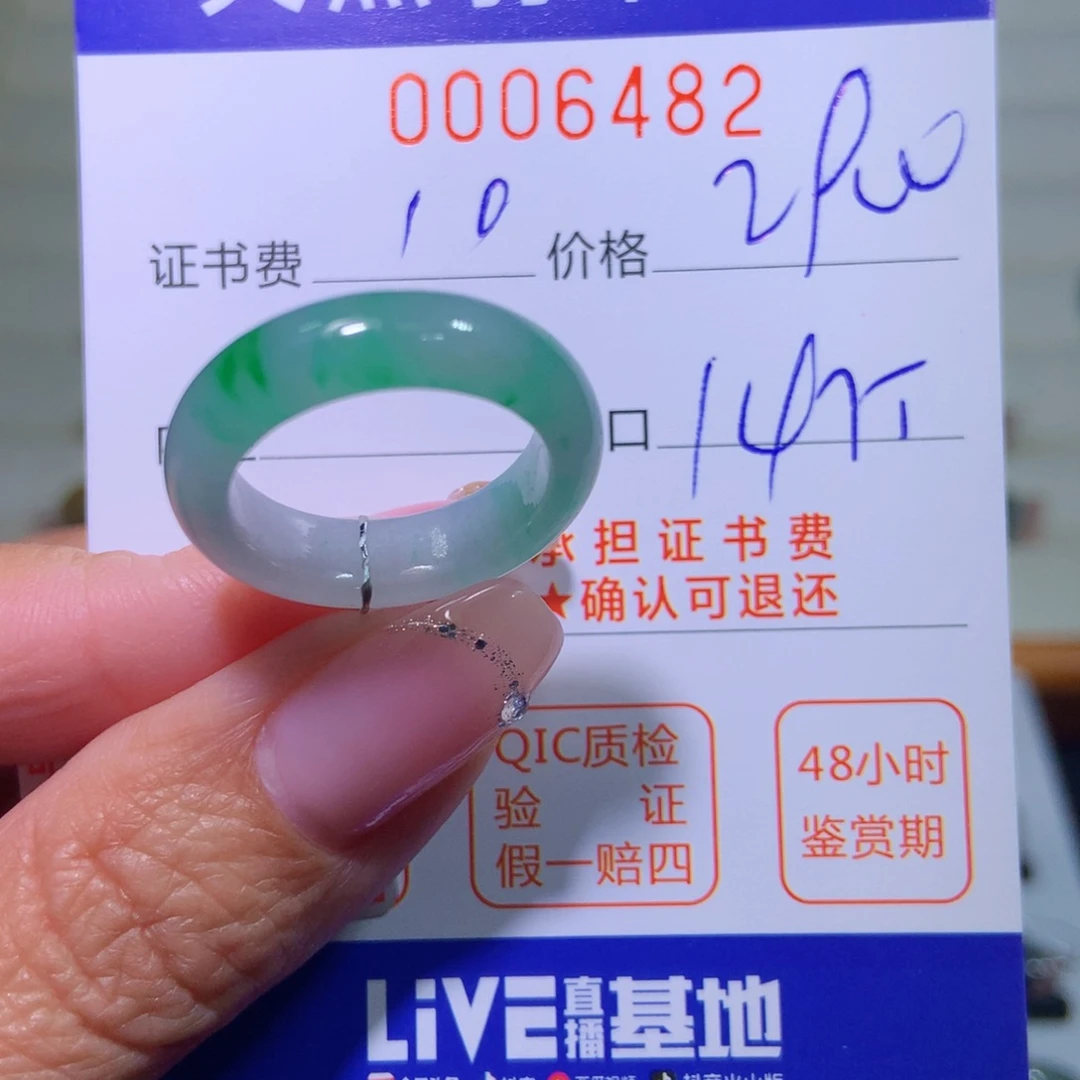 0006482
证书费 10 价格
口 14
承担证书费
★确认可退还
QIC质检
验 证
假一赔四
48小时
鉴赏期
LiVE直播基地